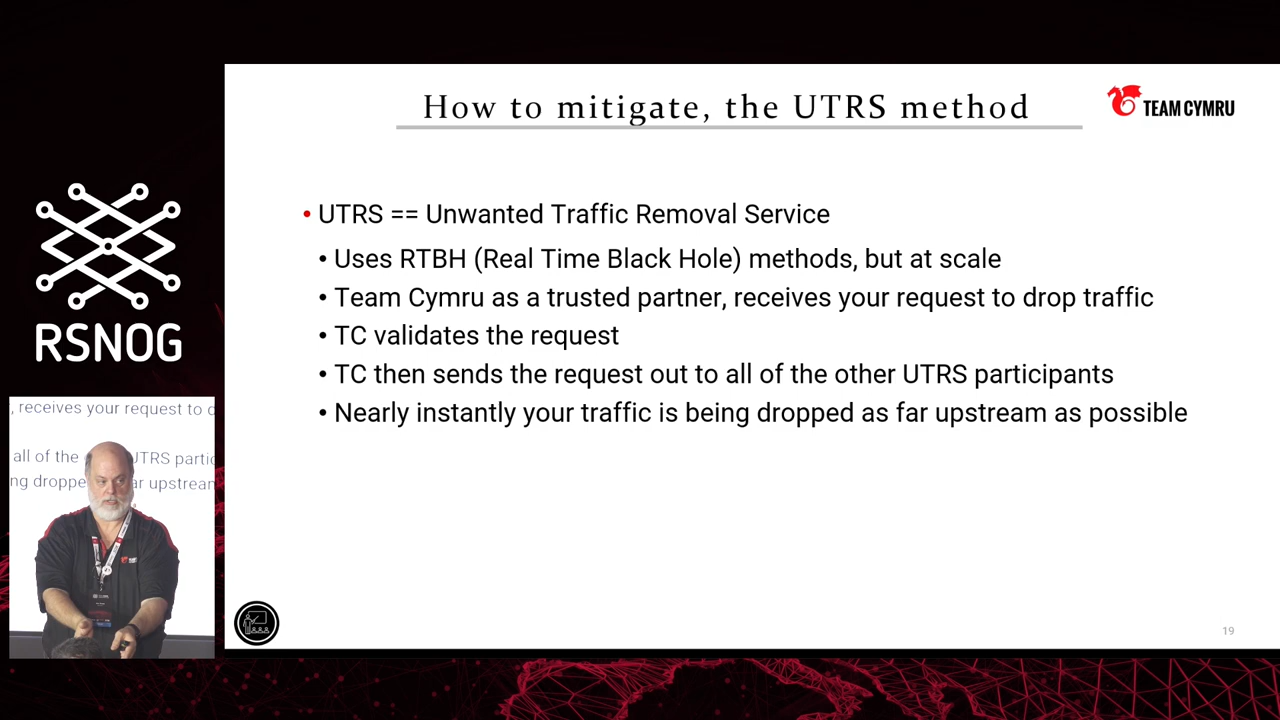 How to mitigate, the UTRS method
TEAM CYMRU
• UTRS == Unwanted Traffic Removal Service
• Uses RTBH (Real Time Black Hole) methods, but at scale
• Team Cymru as a trusted partner, receives your request to drop traffic
• TC validates the request
• TC then sends the request out to all of the other UTRS participants
• Nearly instantly your traffic is being dropped as far upstream as possible
RSNOG
, receives your request to
all of the UTRS partic
ng droppe ar upstream
19